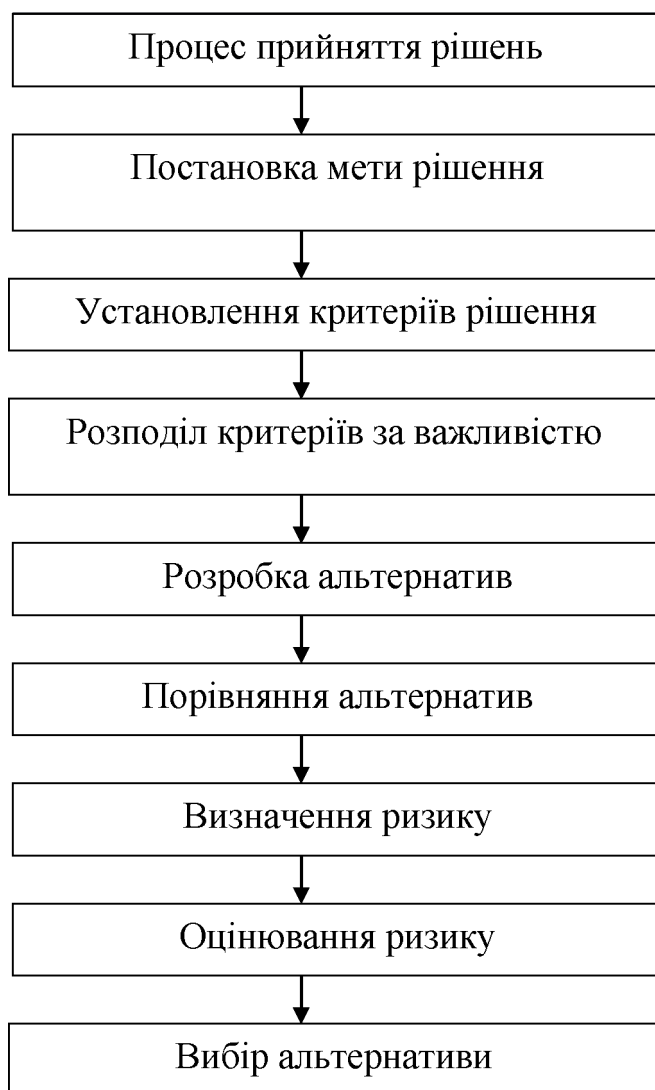 Процес прийняття рішень
Постановка мети рішення
Установлення критеріїв рішення
Розподіл критеріїв за важливістю
Розробка альтернатив
Порівняння альтернатив
Визначення ризику
Оцінювання ризику
Вибір альтернативи